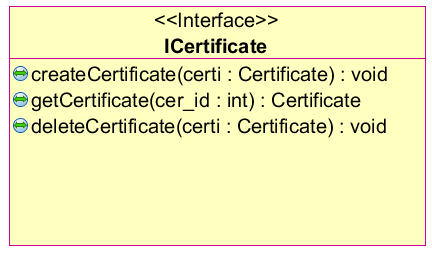 <<Interface>>
ICertificate
createCertificate(certi : Certificate) : void
getCertificate(cer_id : int) : Certificate
deleteCertificate(certi : Certificate) : void